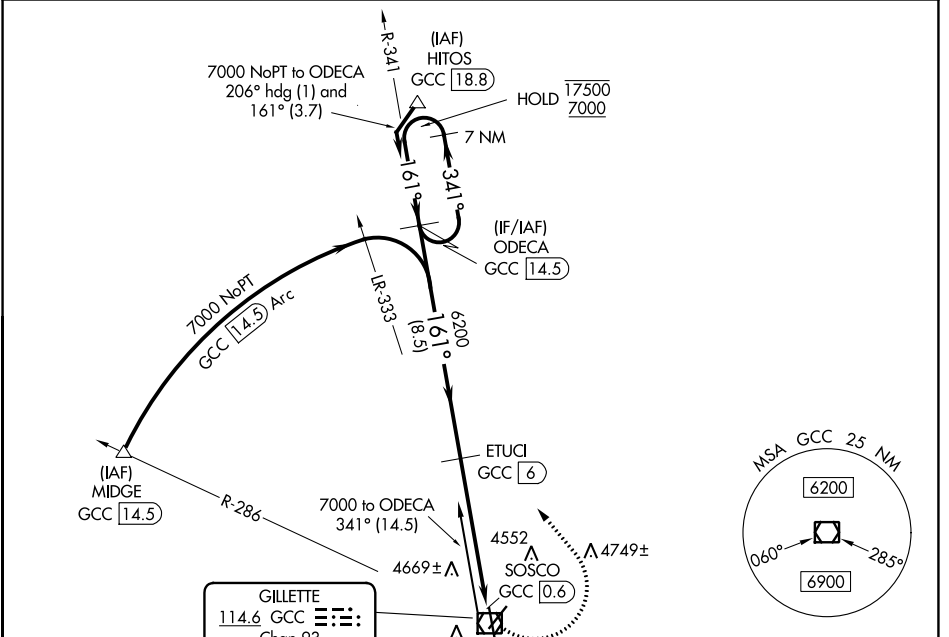 R-341
(IAF)
HITOS
GCC 18.8
7000 NoPT to ODECA
206° hdg (1) and
161° (3.7)
HOLD 17500
7000
7 NM
161°
341°
(IF/IAF)
ODECA
GCC 14.5
7000 NoPT
GCC 14.5 Arc
LR-333
6200
161°
(8.5)
(IAF)
MIDGE
GCC 14.5
R-286
ETUCI
GCC 6
7000 to ODECA
341° (14.5)
4552
4749±
4669±
SOSCO
GCC 0.6
MSA GCC 25 NM
6200
060°
285°
6900
GILLETTE
114.6 GCC